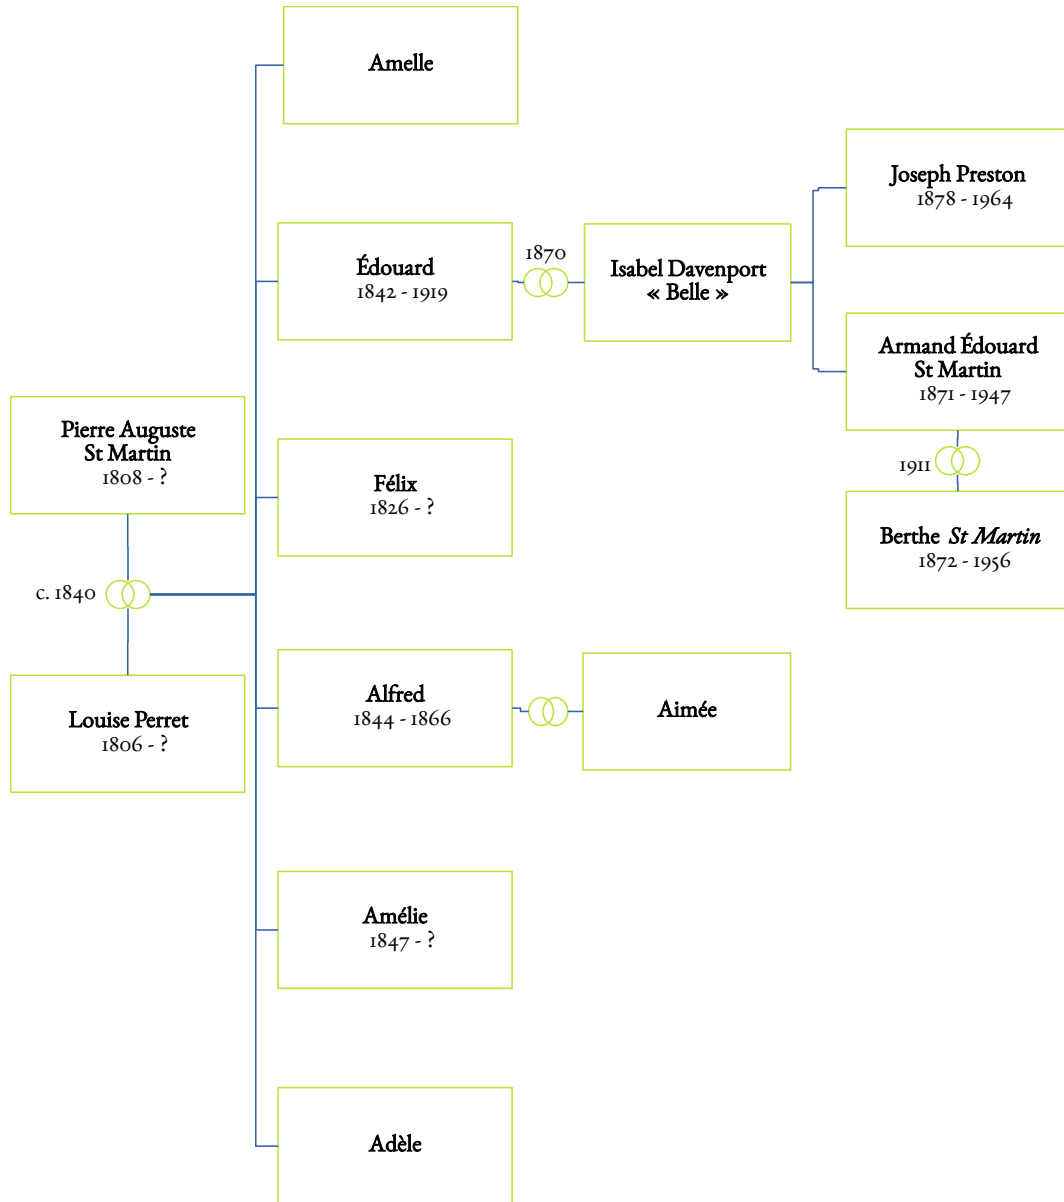 Amelle
Joseph Preston
1878 - 1964
Édouard
1842 - 1919
1870
Isabel Davenport
« Belle »
Armand Édouard
St Martin
1871 - 1947
Pierre Auguste
St Martin
1808 - ?
Félix
1826 - ?
1911
Berthe St Martin
1872 - 1956
c. 1840
Louise Perret
1806 - ?
Alfred
1844 - 1866
Aimée
Amélie
1847 - ?
Adèle